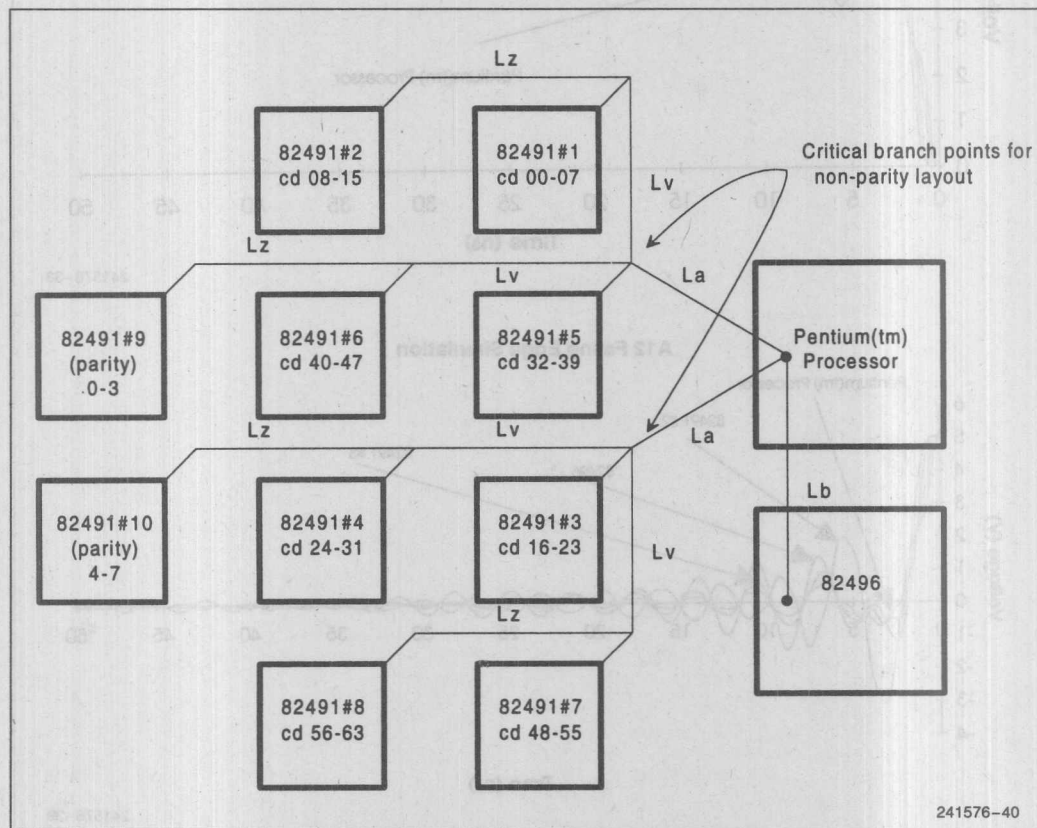 Lz
82491#2
cd 08-15
82491#1
cd 00-07
Critical branch points for
non-parity layout
Lv
Lz
La
Lv
82491#9
(parity)
0-3
82491#6
cd 40-47
82491#5
cd 32-39
Pentium(tm)
Processor
Lz
Lv
La
Lb
82491#10
(parity)
4-7
82491#4
cd 24-31
82491#3
cd 16-23
Lv
82496
Lz
82491#8
cd 56-63
82491#7
cd 48-55
241576-40